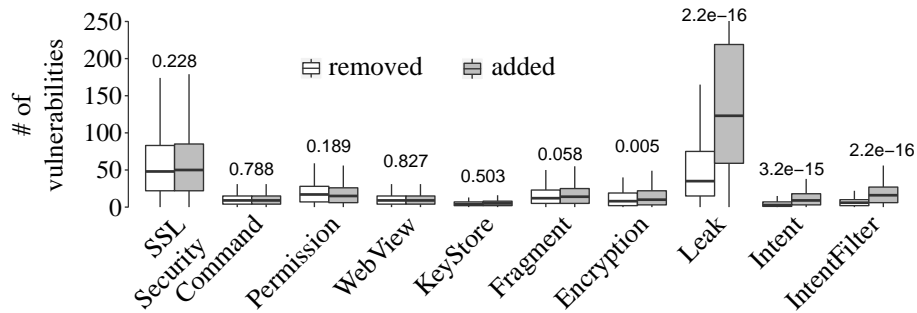 250
200
150
100
50
0
# of
vulnerabilities
removed
added
0.228
0.788
0.189
0.827
0.503
0.058
0.005
2.2e−16
3.2e−15
2.2e−16
SSL
Security
Command
Permission
WebView
KeyStore
Fragment
Encryption
Leak
Intent
IntentFilter